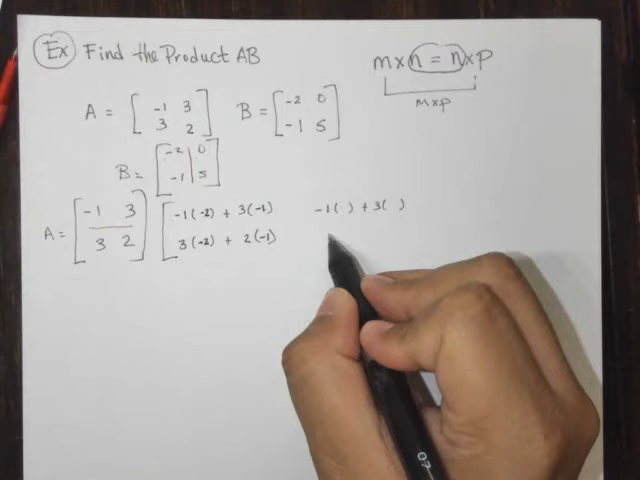 Ex Find the Product AB
m×n = n×p
m×p
A = [ -1 3
3 2 ]
B = [ -2 0
-1 5 ]
B = [ -2 0
-1 5 ]
A = [ -1 3
3 2 ]
[ -1(-2) + 3(-1) -1( ) + 3( )
3(-2) + 2(-1)